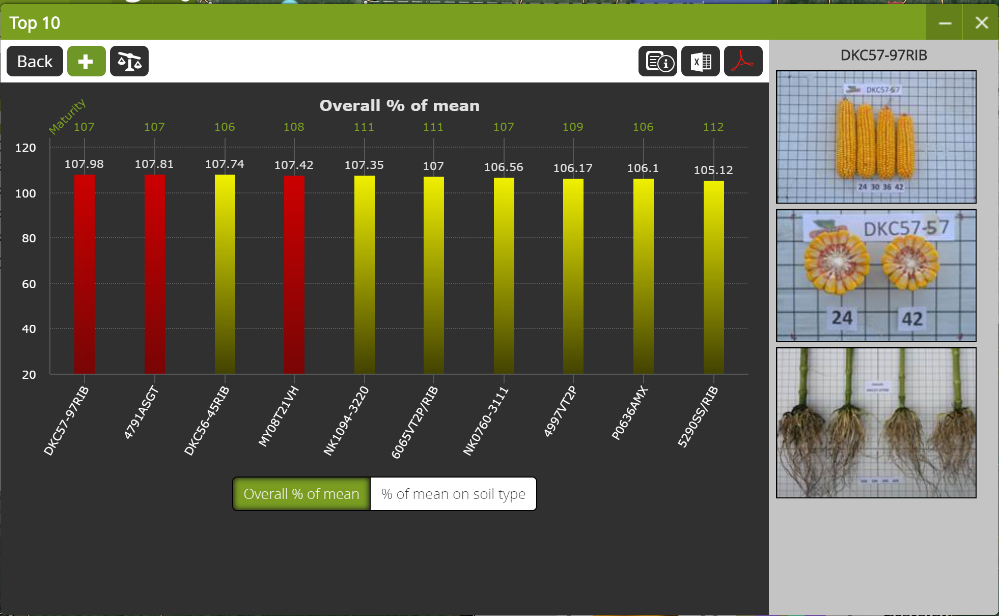 Top 10
Back
DKC57-97RIB
Overall % of mean
Maturity
107 107 106 108 111 111 107 109 106 112
120
107.98 107.81 107.74 107.42 107.35 107 106.56 106.17 106.1 105.12
100
80
60
40
20
DKC57-97RIB
4791ASGT
DKC56-45RIB
MY08T21VH
NK1094-3220
6065VT2P/RIB
NK0760-3111
4997VT2P
P0636AMX
5290SS/RIB
Overall % of mean
% of mean on soil type
DKC57-57
24 30 36 42
DKC57-57
24 42